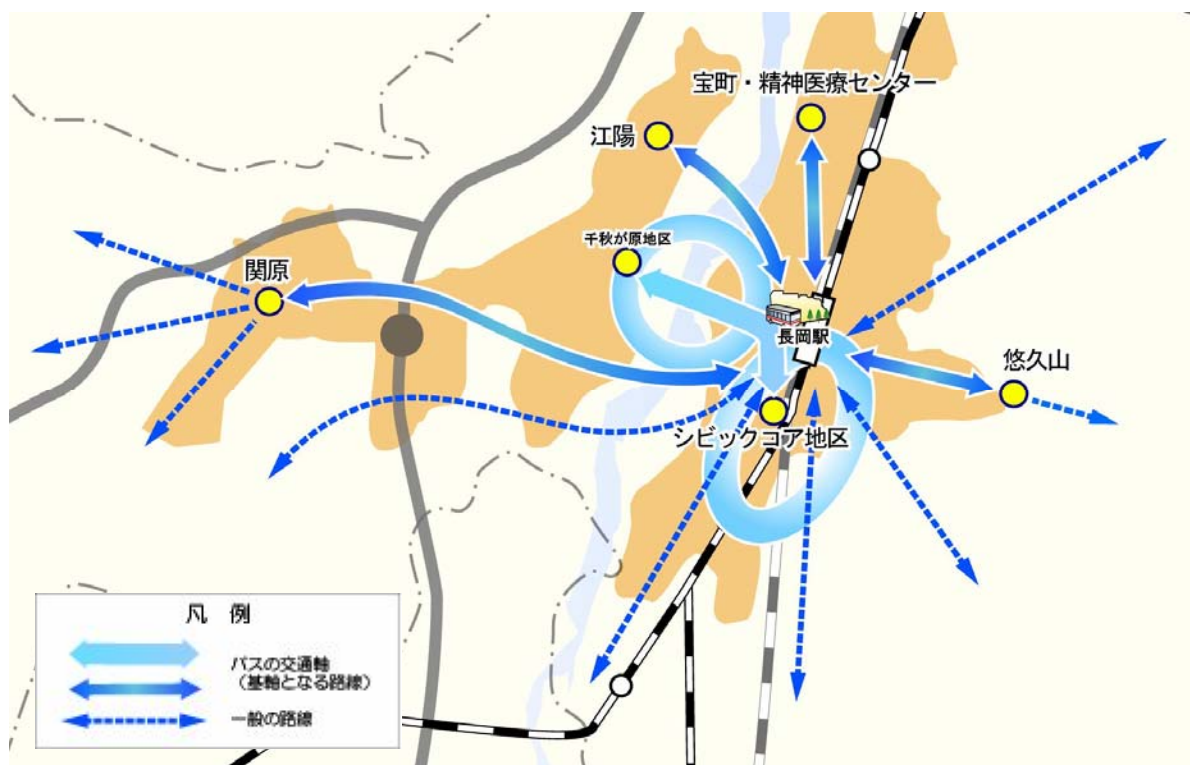 宝町・精神医療センター
江陽
千秋が原地区
関原
長岡駅
悠久山
シビックコア地区
凡 例
バスの交通軸
（基軸となる路線）
一般の路線